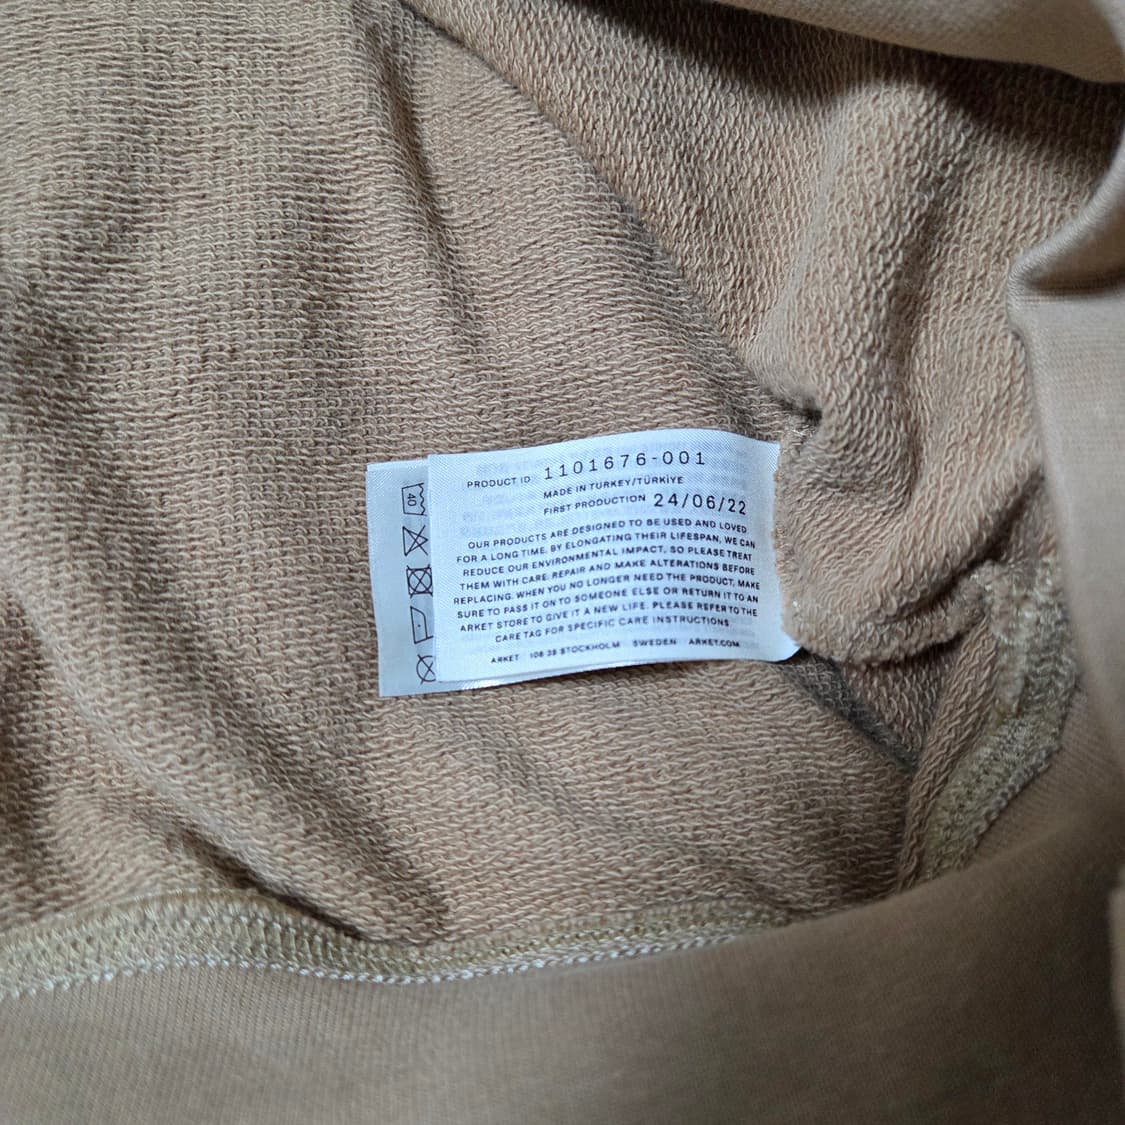 PRODUCT ID 1101676-001
MADE IN TURKEY/TÜRKİYE
FIRST PRODUCTION 24/06/22
OUR PRODUCTS ARE DESIGNED TO BE USED AND LOVED
FOR A LONG TIME. BY ELONGATING THEIR LIFESPAN, WE CAN
REDUCE OUR ENVIRONMENTAL IMPACT, SO PLEASE TREAT
THEM WITH CARE. REPAIR AND MAKE ALTERATIONS BEFORE
REPLACING. WHEN YOU NO LONGER NEED THE PRODUCT, MAKE
SURE TO PASS IT ON TO SOMEONE ELSE OR RETURN IT TO AN
ARKET STORE TO GIVE IT A NEW LIFE. PLEASE REFER TO THE
CARE TAG FOR SPECIFIC CARE INSTRUCTIONS
ARKET 106 38 STOCKHOLM SWEDEN ARKET.COM
40